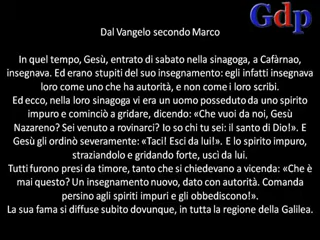 Gdp
Dal Vangelo secondo Marco
In quel tempo, Gesù, entrato di sabato nella sinagoga, a Cafàrnao,
insegnava. Ed erano stupiti del suo insegnamento: egli infatti insegnava
loro come uno che ha autorità, e non come i loro scribi.
Ed ecco, nella loro sinagoga vi era un uomo posseduto da uno spirito
impuro e cominciò a gridare, dicendo: «Che vuoi da noi, Gesù
Nazareno? Sei venuto a rovinarci? Io so chi tu sei: il santo di Dio!». E
Gesù gli ordinò severamente: «Taci! Esci da lui!». E lo spirito impuro,
straziandolo e gridando forte, uscì da lui.
Tutti furono presi da timore, tanto che si chiedevano a vicenda: «Che è
mai questo? Un insegnamento nuovo, dato con autorità. Comanda
persino agli spiriti impuri e gli obbediscono!».
La sua fama si diffuse subito dovunque, in tutta la regione della Galilea.